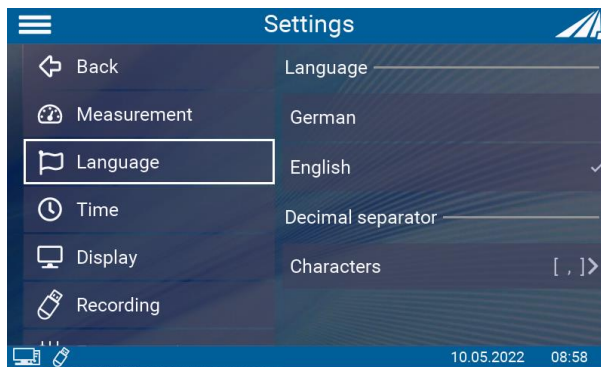 Settings
Back
Measurement
Language
Time
Display
Recording
Language
German
English
Decimal separator
Characters [ , ]
10.05.2022 08:58